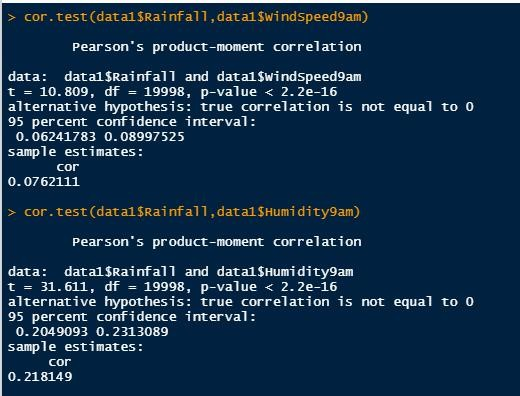 > cor.test(data1$Rainfall,data1$WindSpeed9am)
Pearson's product-moment correlation
data:  data1$Rainfall and data1$WindSpeed9am
t = 10.809, df = 19998, p-value < 2.2e-16
alternative hypothesis: true correlation is not equal to 0
95 percent confidence interval:
0.06241783 0.08997525
sample estimates:
cor
0.0762111
> cor.test(data1$Rainfall,data1$Humidity9am)
Pearson's product-moment correlation
data:  data1$Rainfall and data1$Humidity9am
t = 31.611, df = 19998, p-value < 2.2e-16
alternative hypothesis: true correlation is not equal to 0
95 percent confidence interval:
0.2049093 0.2313089
sample estimates:
cor
0.218149